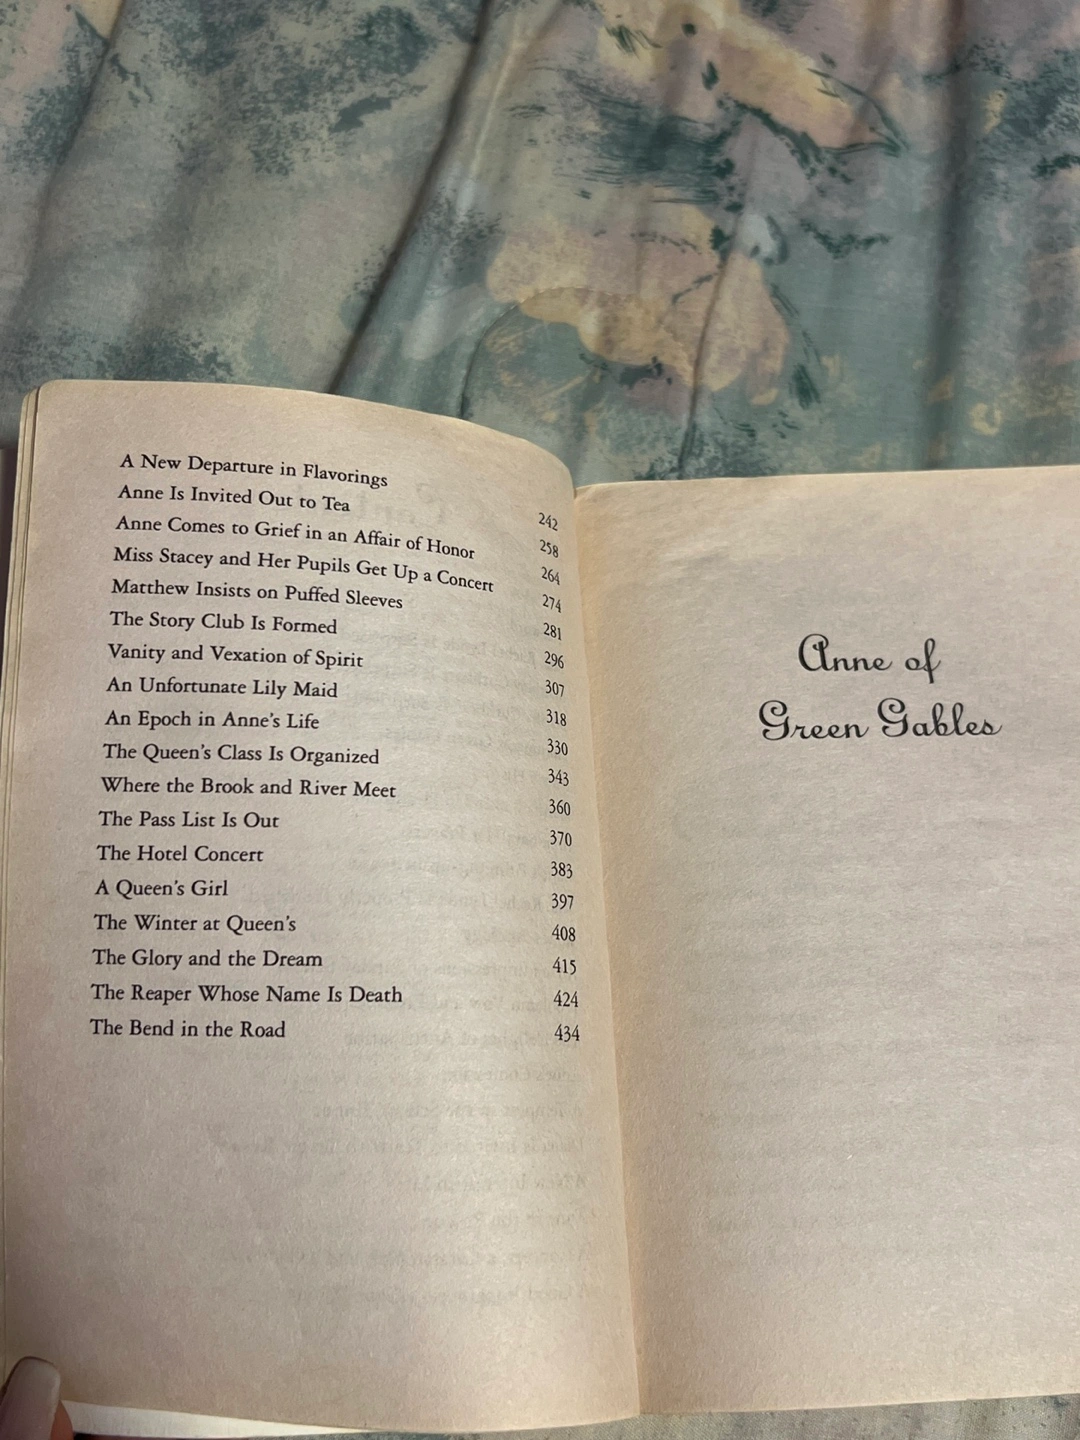 A New Departure in Flavorings 242
Anne Is Invited Out to Tea 258
Anne Comes to Grief in an Affair of Honor 264
Miss Stacey and Her Pupils Get Up a Concert 274
Matthew Insists on Puffed Sleeves 281
The Story Club Is Formed 296
Vanity and Vexation of Spirit 307
An Unfortunate Lily Maid 318
An Epoch in Anne's Life 330
The Queen's Class Is Organized 343
Where the Brook and River Meet 360
The Pass List Is Out 370
The Hotel Concert 383
A Queen's Girl 397
The Winter at Queen's 408
The Glory and the Dream 415
The Reaper Whose Name Is Death 424
The Bend in the Road 434
Anne of
Green Gables